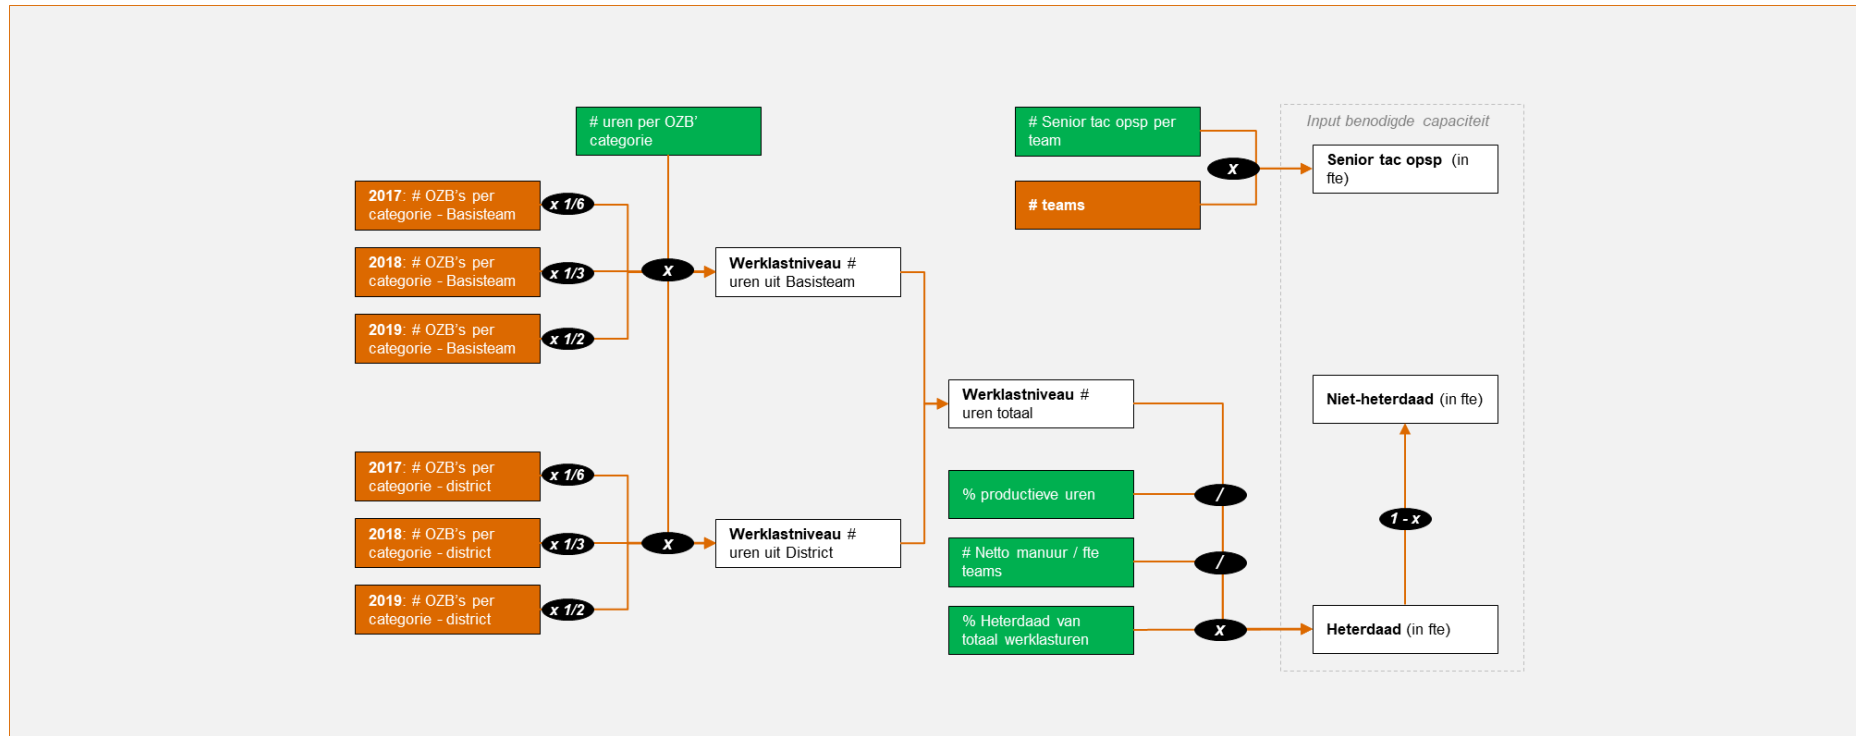 # uren per OZB'
categorie
# Senior tac opsp per
team
Input benodigde capaciteit
x
Senior tac opsp (in
fte)
# teams
2017: # OZB's per
categorie - Basisteam
x 1/6
2018: # OZB's per
categorie - Basisteam
x 1/3
x
Werklastniveau #
uren uit Basisteam
2019: # OZB's per
categorie - Basisteam
x 1/2
Werklastniveau #
uren totaal
Niet-heterdaad (in fte)
2017: # OZB's per
categorie - district
x 1/6
2018: # OZB's per
categorie - district
x 1/3
x
Werklastniveau #
uren uit District
2019: # OZB's per
categorie - district
x 1/2
% productieve uren
/
1 - x
# Netto manuur / fte
teams
/
% Heterdaad van
totaal werklasturen
x
Heterdaad (in fte)